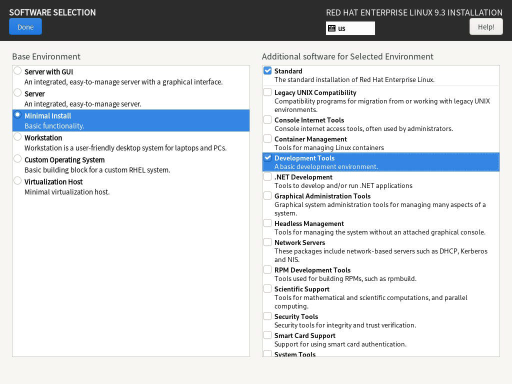 SOFTWARE SELECTION
RED HAT ENTERPRISE LINUX 9.3 INSTALLATION
Done
us
Help!
Base Environment
Server with GUI
An integrated, easy-to-manage server with a graphical interface.
Server
An integrated, easy-to-manage server.
Minimal Install
Basic functionality.
Workstation
Workstation is a user-friendly desktop system for laptops and PCs.
Custom Operating System
Basic building block for a custom RHEL system.
Virtualization Host
Minimal virtualization host.
Additional software for Selected Environment
Standard
The standard installation of Red Hat Enterprise Linux.
Legacy UNIX Compatibility
Compatibility programs for migration from or working with legacy UNIX
environments.
Console Internet Tools
Console internet access tools, often used by administrators.
Container Management
Tools for managing Linux containers
Development Tools
A basic development environment.
.NET Development
Tools to develop and/or run .NET applications
Graphical Administration Tools
Graphical system administration tools for managing many aspects of a
system.
Headless Management
Tools for managing the system without an attached graphical console.
Network Servers
These packages include network-based servers such as DHCP, Kerberos
and NIS.
RPM Development Tools
Tools used for building RPMs, such as rpmbuild.
Scientific Support
Tools for mathematical and scientific computations, and parallel
computing.
Security Tools
Security tools for integrity and trust verification.
Smart Card Support
Support for using smart card authentication.
System Tools